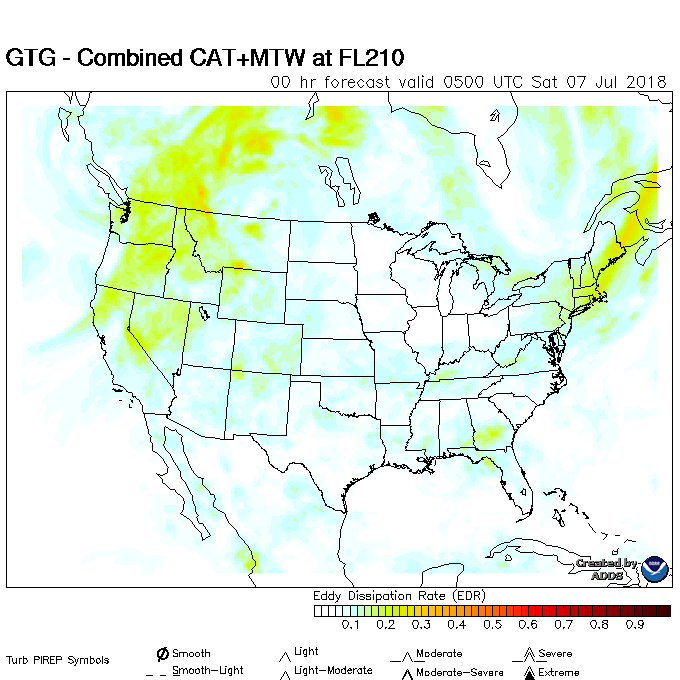 GTG - Combined CAT+MTW at FL210
00 hr forecast valid 0500 UTC Sat 07 Jul 2018
Created by
ADDS
Eddy Dissipation Rate (EDR)
0.1 0.2 0.3 0.4 0.5 0.6 0.7 0.8 0.9
Turb PIREP Symbols
Smooth Light Moderate Severe
Smooth-Light Light-Moderate Moderate-Severe Extreme